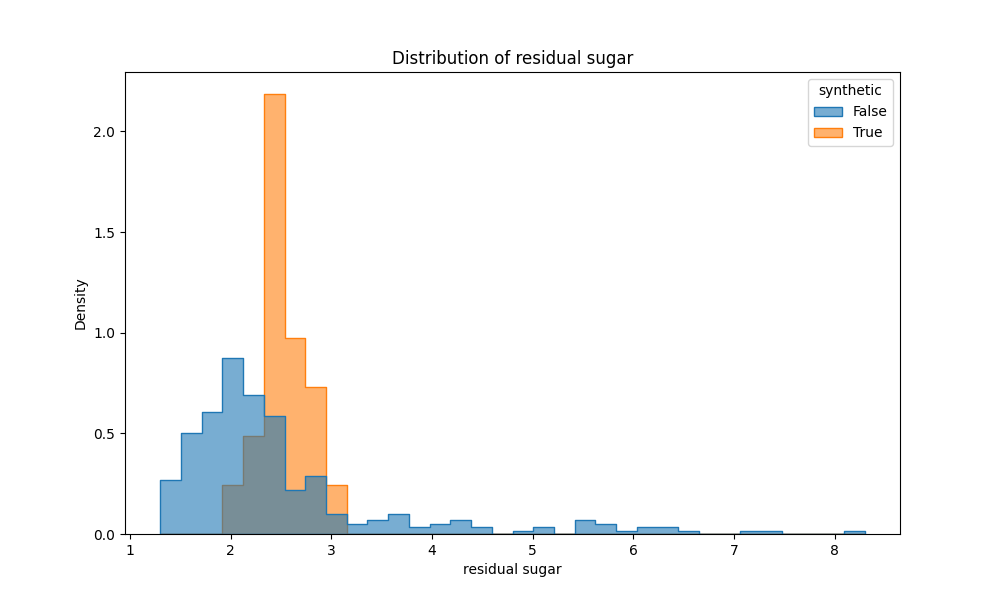 Distribution of residual sugar
synthetic
False
True
2.0
1.5
1.0
0.5
0.0
Density
1 2 3 4 5 6 7 8
residual sugar